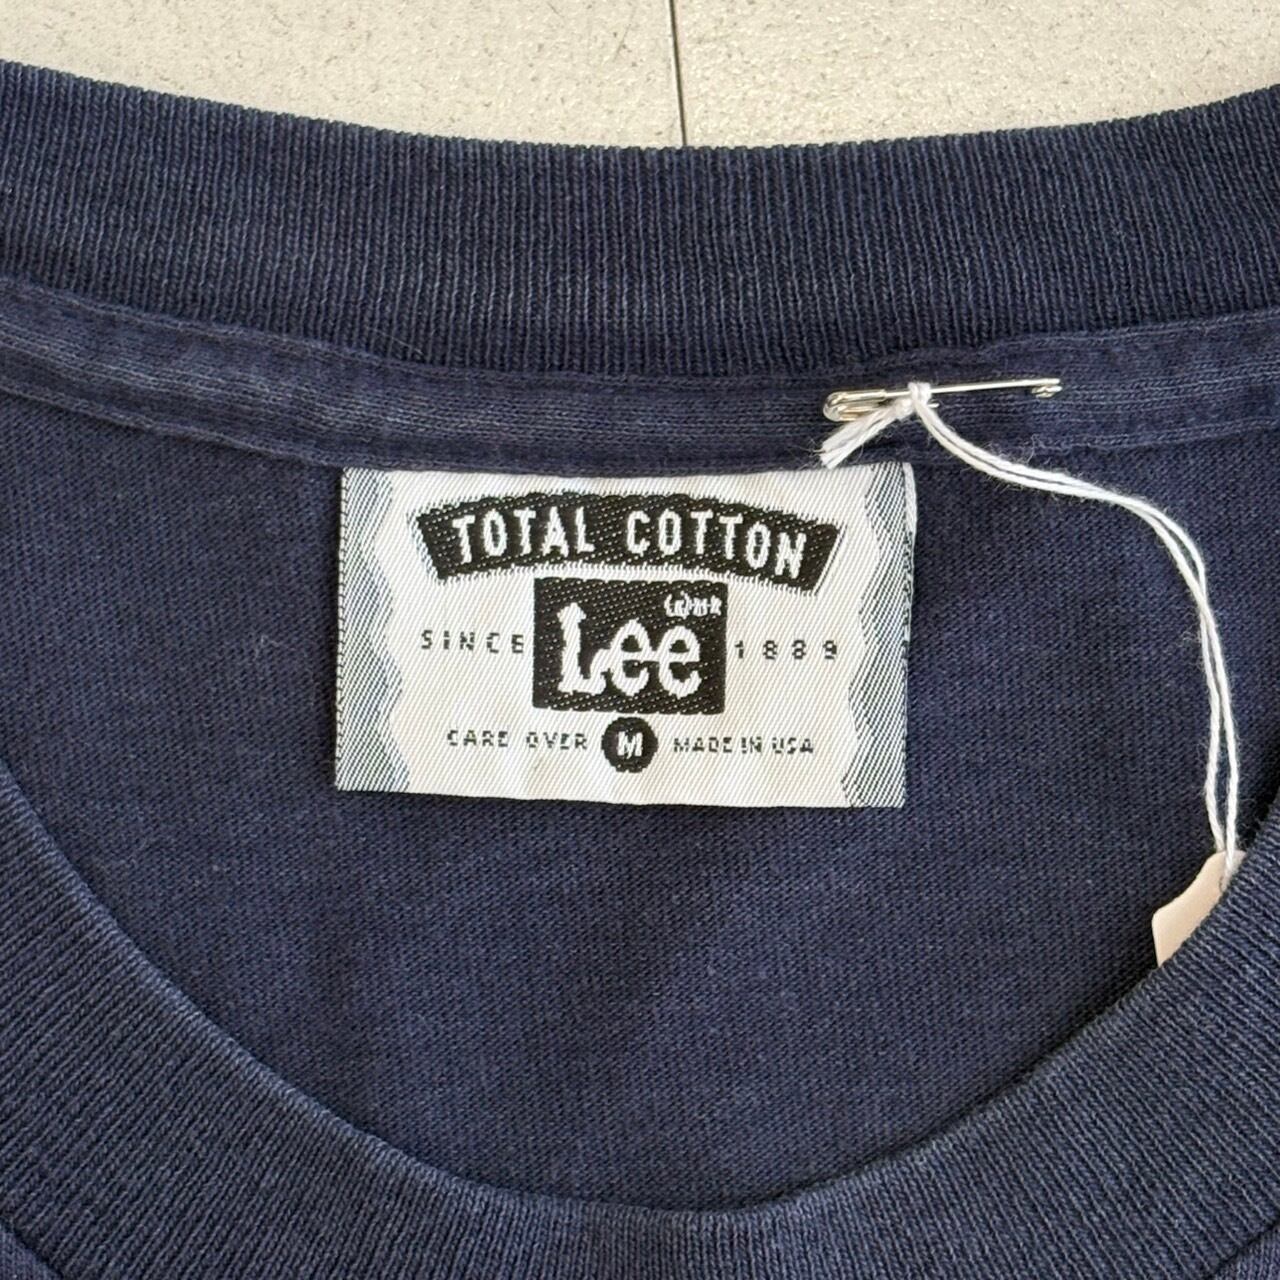 TOTAL COTTON
Lee
SINCE 1889
CARE OVER M MADE IN USA